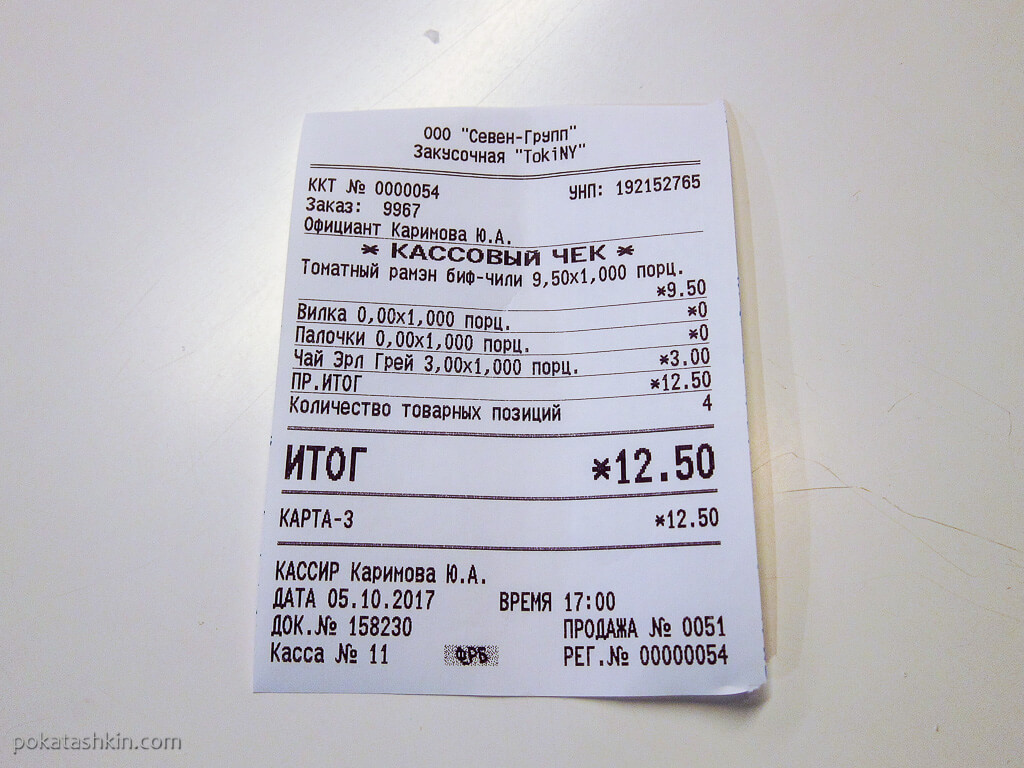 ООО "Севен-Групп"
Закусочная "TokiNY"
ККТ № 0000054 УНП: 192152765
Заказ: 9967
Официант Каримова Ю.А.
* КАССОВЫЙ ЧЕК *
Томатный рамэн биф-чили 9,50х1,000 порц.
*9.50
Вилка 0,00х1,000 порц. *0
Палочки 0,00х1,000 порц. *0
Чай Эрл Грей 3,00х1,000 порц. *3.00
ПР.ИТОГ *12.50
Количество товарных позиций 4
ИТОГ *12.50
КАРТА-3 *12.50
КАССИР Каримова Ю.А.
ДАТА 05.10.2017 ВРЕМЯ 17:00
ДОК.№ 158230 ПРОДАЖА № 0051
Касса № 11 ФРБ РЕГ.№ 00000054
pokatashkin.com